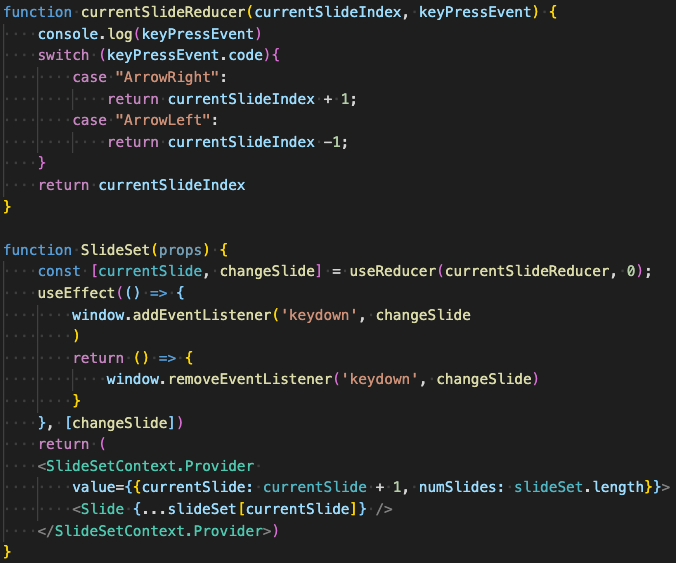 function currentSlideReducer(currentSlideIndex, keyPressEvent) {
    console.log(keyPressEvent)
    switch (keyPressEvent.code){
        case "ArrowRight":
            return currentSlideIndex + 1;
        case "ArrowLeft":
            return currentSlideIndex -1;
    }
    return currentSlideIndex
}

function SlideSet(props) {
    const [currentSlide, changeSlide] = useReducer(currentSlideReducer, 0);
    useEffect(() => {
        window.addEventListener('keydown', changeSlide
        )
        return () => {
            window.removeEventListener('keydown', changeSlide)
        }
    }, [changeSlide])
    return (
    <SlideSetContext.Provider
        value={{currentSlide: currentSlide + 1, numSlides: slideSet.length}}>
        <Slide {...slideSet[currentSlide]} />
    </SlideSetContext.Provider>)
}